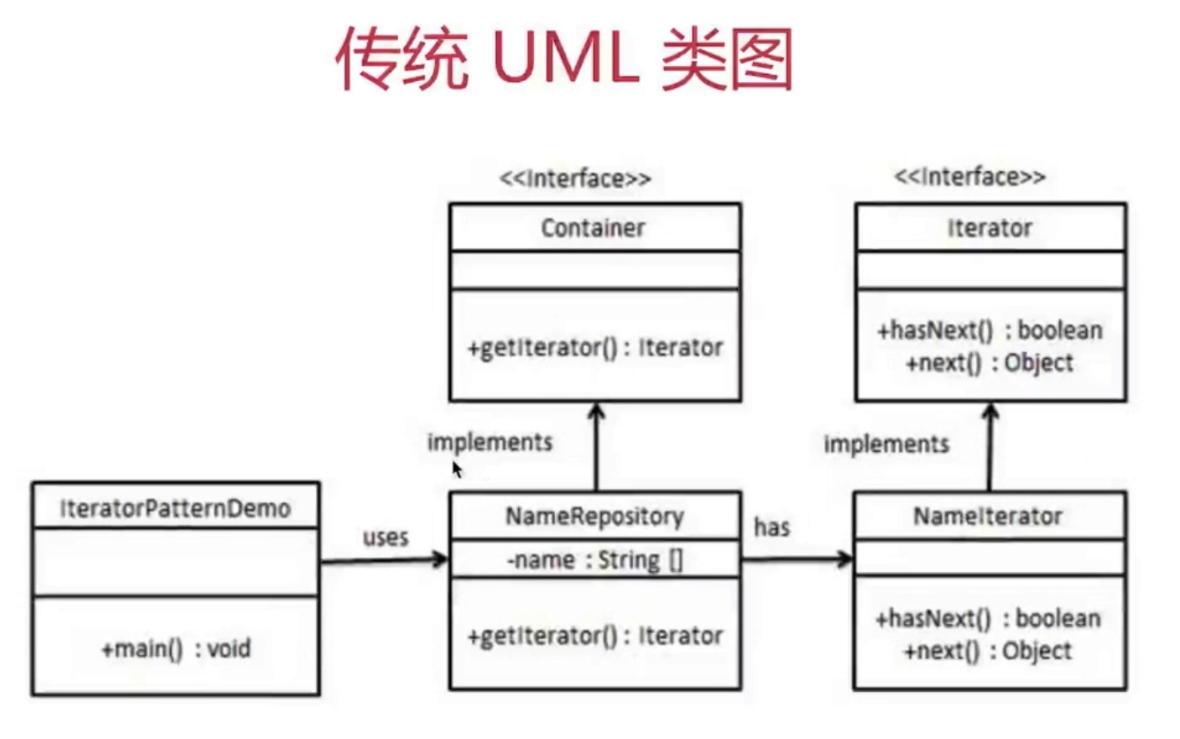 传统 UML 类图
<<Interface>>
Container
+getIterator() : Iterator
<<Interface>>
Iterator
+hasNext() : boolean
+next() : Object
implements
implements
IteratorPatternDemo
+main() : void
uses
NameRepository
-name : String []
+getIterator() : Iterator
has
NameIterator
+hasNext() : boolean
+next() : Object